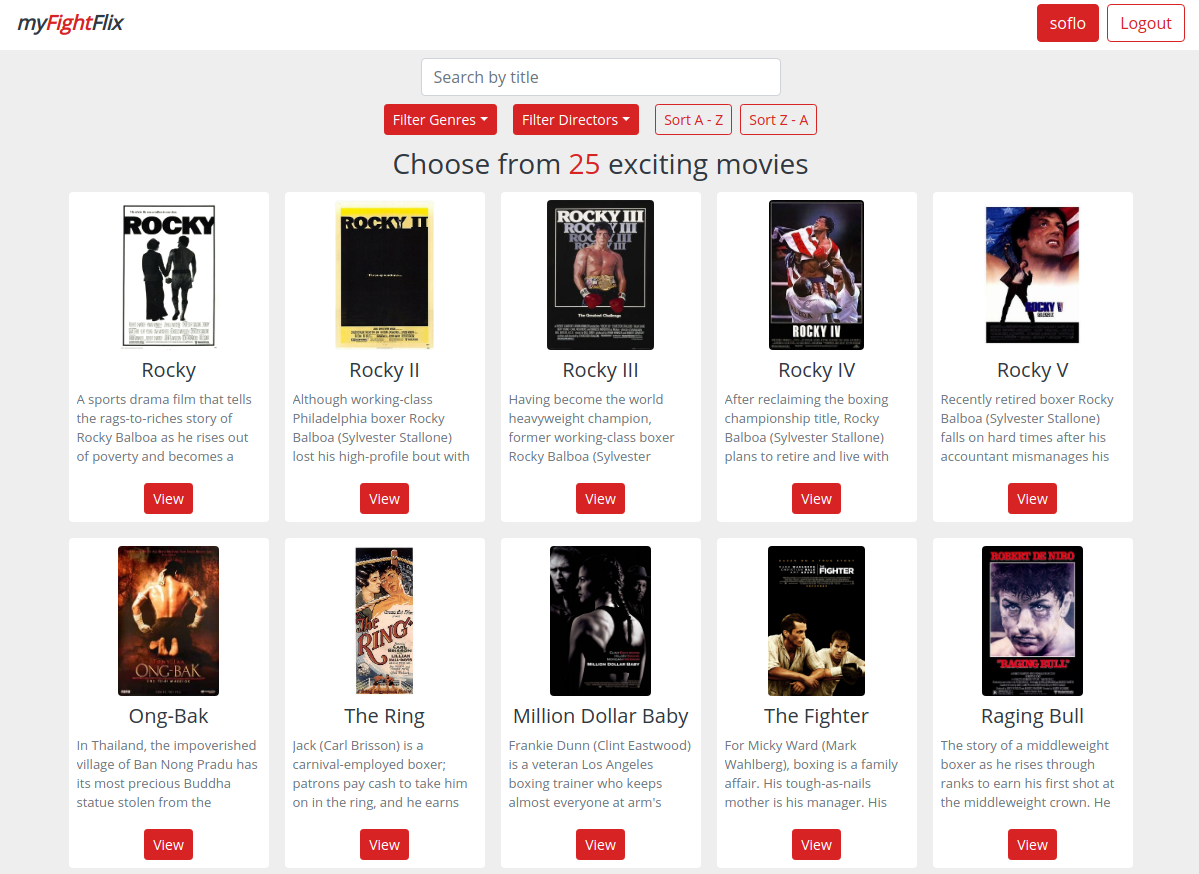 myFightFlix
soflo
Logout
Search by title
Filter Genres
Filter Directors
Sort A - Z
Sort Z - A
Choose from 25 exciting movies
ROCKY
ROCKY II
ROCKY III
ROCKY III
ROCKY III
The Greatest Challenge
ROCKY IV
ROCKY V
Rocky
Rocky II
Rocky III
Rocky IV
Rocky V
A sports drama film that tells
the rags-to-riches story of
Rocky Balboa as he rises out
of poverty and becomes a
Although working-class
Philadelphia boxer Rocky
Balboa (Sylvester Stallone)
lost his high-profile bout with
Having become the world
heavyweight champion,
former working-class boxer
Rocky Balboa (Sylvester
After reclaiming the boxing
championship title, Rocky
Balboa (Sylvester Stallone)
plans to retire and live with
Recently retired boxer Rocky
Balboa (Sylvester Stallone)
falls on hard times after his
accountant mismanages his
View
View
View
View
View
ONG-BAK
The
RING
CARL
BRISSON
LILLIAN
MILLION DOLLAR BABY
FIGHTER
ROBERT DE NIRO
"RAGING BULL"
Ong-Bak
The Ring
Million Dollar Baby
The Fighter
Raging Bull
In Thailand, the impoverished
village of Ban Nong Pradu has
its most precious Buddha
statue stolen from the
Jack (Carl Brisson) is a
carnival-employed boxer;
patrons pay cash to take him
on in the ring, and he earns
Frankie Dunn (Clint Eastwood)
is a veteran Los Angeles
boxing trainer who keeps
almost everyone at arm's
For Micky Ward (Mark
Wahlberg), boxing is a family
affair. His tough-as-nails
mother is his manager. His
The story of a middleweight
boxer as he rises through
ranks to earn his first shot at
the middleweight crown. He
View
View
View
View
View